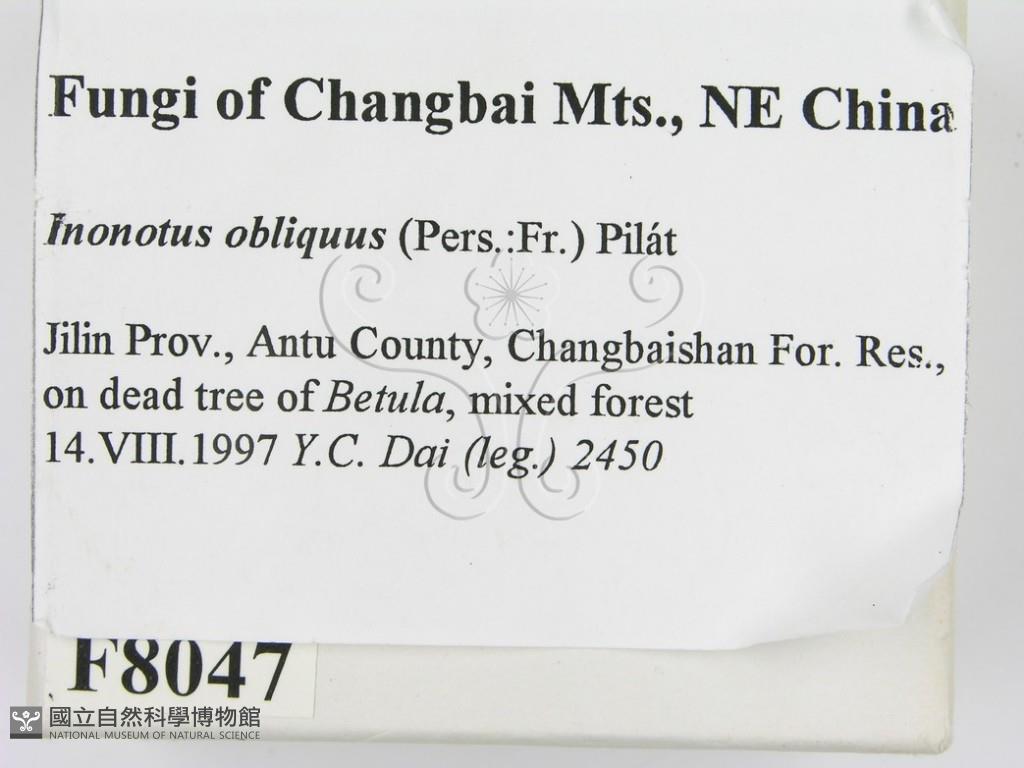 Fungi of Changbai Mts., NE China
Inonotus obliquus (Pers.:Fr.) Pilát
Jilin Prov., Antu County, Changbaishan For. Res.,
on dead tree of Betula, mixed forest
14.VIII.1997 Y.C. Dai (leg.) 2450
F8047
國立自然科學博物館
NATIONAL MUSEUM OF NATURAL SCIENCE